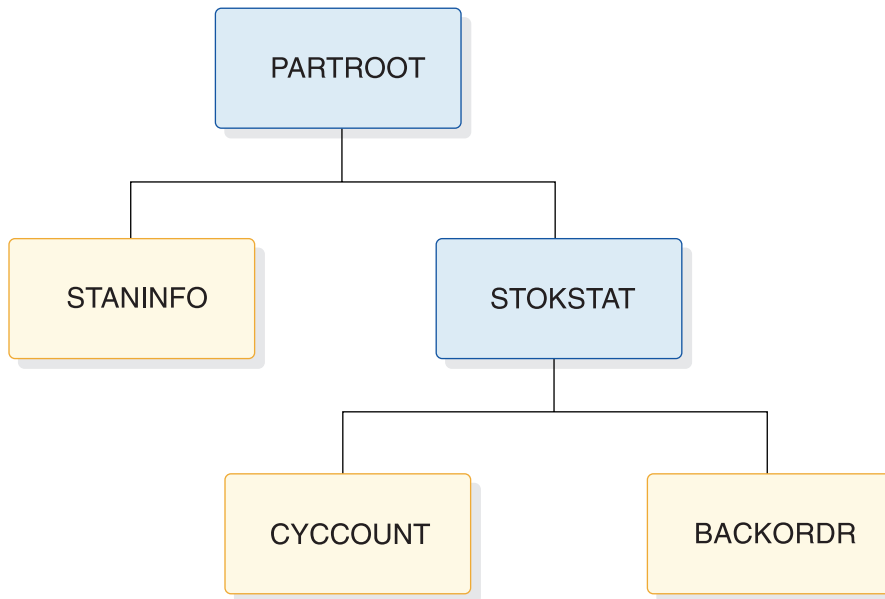 PARTROOT
STANINFO
STOKSTAT
CYCCOUNT
BACKORDR